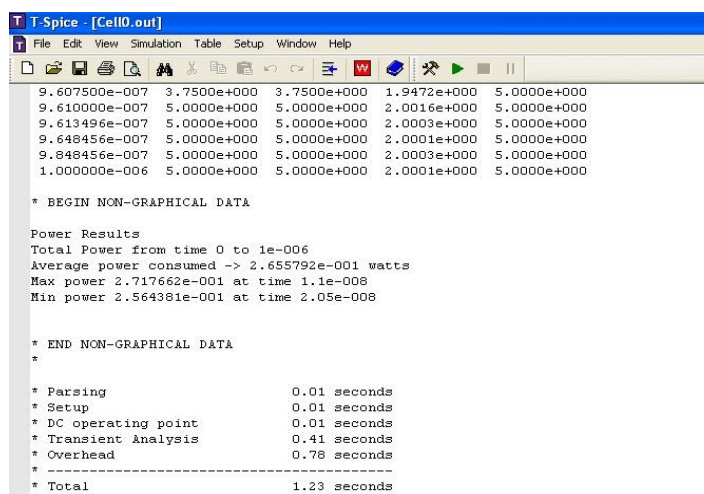 T-Spice - [Cell0.out]
File Edit View Simulation Table Setup Window Help
9.607500e-007 3.7500e+000 3.7500e+000 1.9472e+000 5.0000e+000
9.610000e-007 5.0000e+000 5.0000e+000 2.0016e+000 5.0000e+000
9.613496e-007 5.0000e+000 5.0000e+000 2.0003e+000 5.0000e+000
9.648456e-007 5.0000e+000 5.0000e+000 2.0001e+000 5.0000e+000
9.848456e-007 5.0000e+000 5.0000e+000 2.0003e+000 5.0000e+000
1.000000e-006 5.0000e+000 5.0000e+000 2.0001e+000 5.0000e+000
* BEGIN NON-GRAPHICAL DATA
Power Results
Total Power from time 0 to 1e-006
Average power consumed -> 2.655792e-001 watts
Max power 2.717662e-001 at time 1.1e-008
Min power 2.564381e-001 at time 2.05e-008
* END NON-GRAPHICAL DATA
*
* Parsing 0.01 seconds
* Setup 0.01 seconds
* DC operating point 0.01 seconds
* Transient Analysis 0.41 seconds
* Overhead 0.78 seconds
* -----------------------------------------
* Total 1.23 seconds